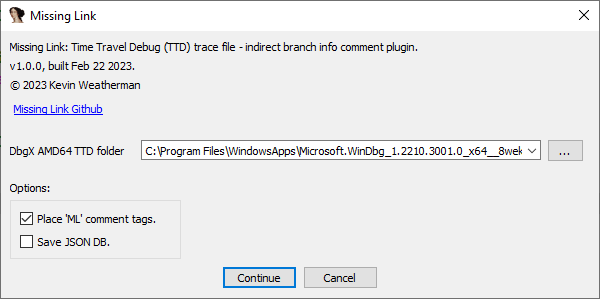 Missing Link
Missing Link: Time Travel Debug (TTD) trace file - indirect branch info comment plugin.
v1.0.0, built Feb 22 2023.
© 2023 Kevin Weatherman
Missing Link Github
DbgX AMD64 TTD folder
C:\Program Files\WindowsApps\Microsoft.WinDbg_1.2210.3001.0_x64__8wek
...
Options:
Place 'ML' comment tags.
Save JSON DB.
Continue Cancel